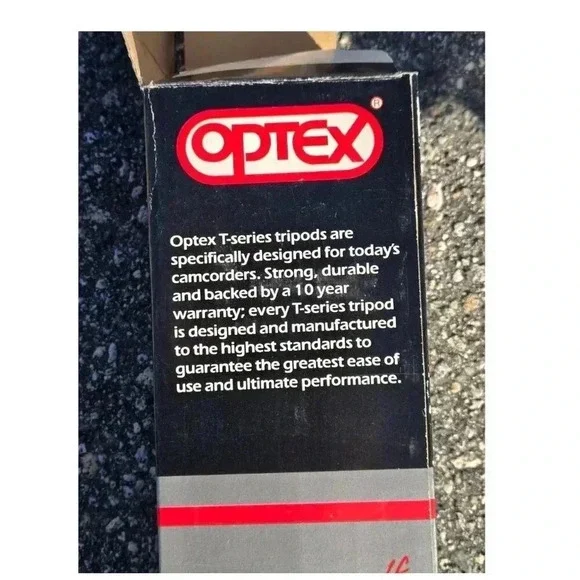 OPTEX®
Optex T-series tripods are
specifically designed for today's
camcorders. Strong, durable
and backed by a 10 year
warranty; every T-series tripod
is designed and manufactured
to the highest standards to
guarantee the greatest ease of
use and ultimate performance.